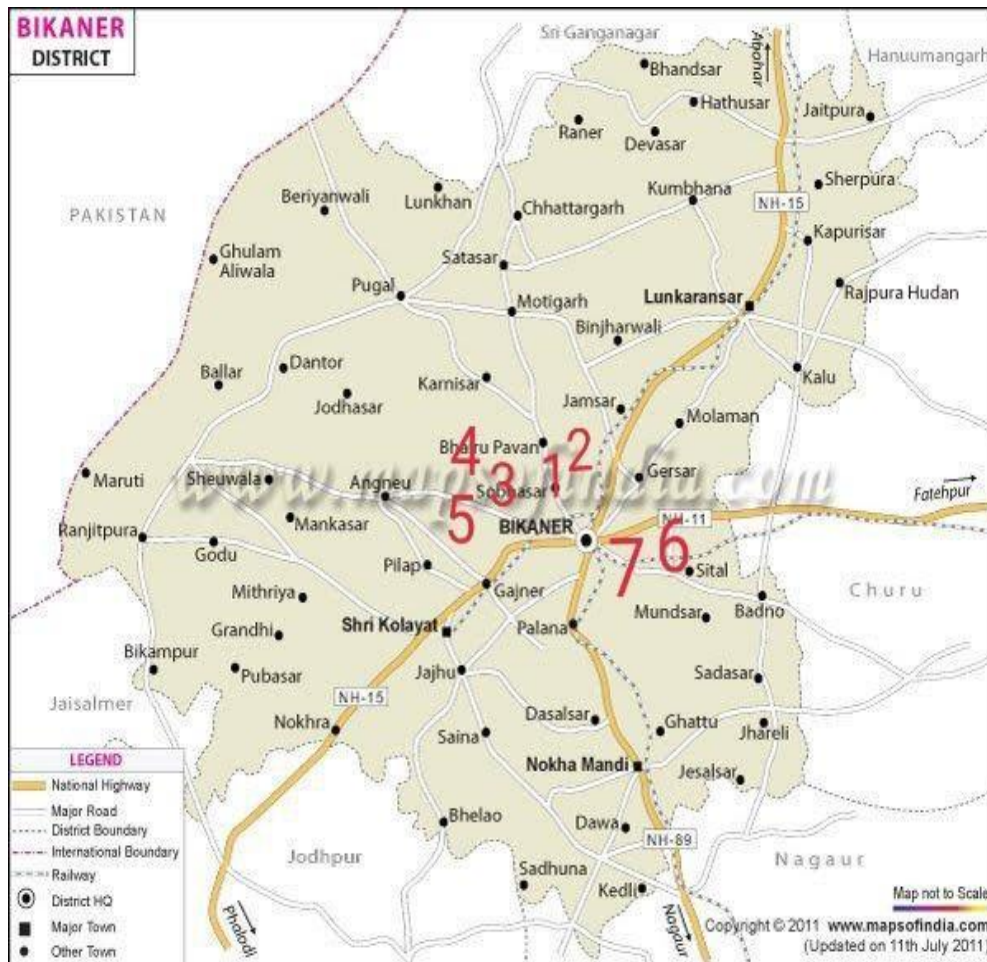 BIKANER
DISTRICT
Sri Ganganagar
Abohar
Hanuumangarh
Bhandsar
Hathusar
Jaitpura
Raner
Devasar
Beriyanwali
Lunkhan
Kumbhana
Sherpura
PAKISTAN
Chhattargarh
NH-15
Kapurisar
Ghulam
Aliwala
Satasar
Pugal
Motigarh
Lunkaransar
Rajpura Hudan
Binjharwali
Ballar
Dantor
Karnisar
Kalu
Jodhasar
Jamsar
Molaman
Bhairu Pavan
4
2
www.mapsofindia.com
Maruti
Sheuwala
Angneu
3
1
Sobhasar
Gersar
Fatehpur
Mankasar
5
BIKANER
NH-11
Ranjitpura
Godu
7
6
Pilap
Sital
Churu
Mithriya
Gajner
Mundsar
Badno
Grandhi
Shri Kolayat
Palana
Bikampur
Pubasar
Jajhu
Sadasar
Jaisalmer
NH-15
Nokhra
Saina
Dasalsar
Ghattu
Jhareli
Nokha Mandi
Jesalsar
LEGEND
National Highway
Major Road
District Boundary
International Boundary
Railway
District HQ
Major Town
Other Town
Bhelao
Dawa
NH-89
Jodhpur
Nagaur
Sadhuna
Kedli
Phalodi
Nagaur
Map not to Scale
Copyright © 2011 www.mapsofindia.com
(Updated on 11th July 2011)